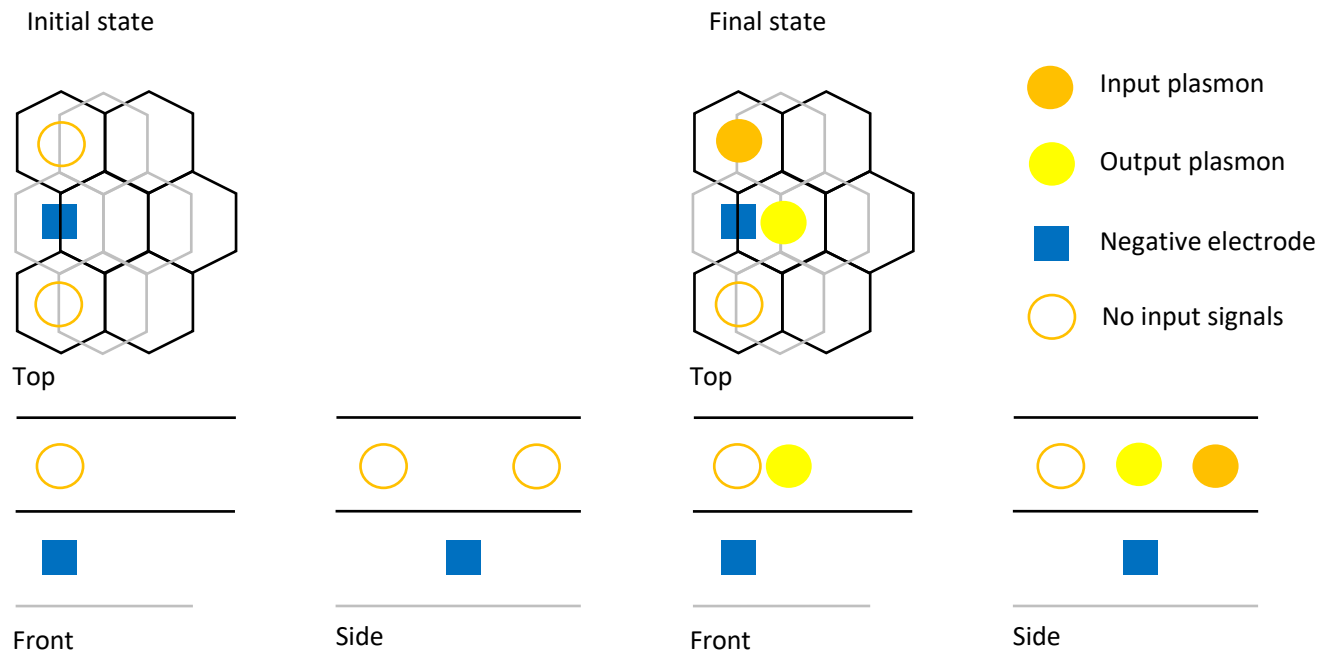 Initial state
Final state
Input plasmon
Output plasmon
Negative electrode
No input signals
Top
Top
Front
Side
Front
Side